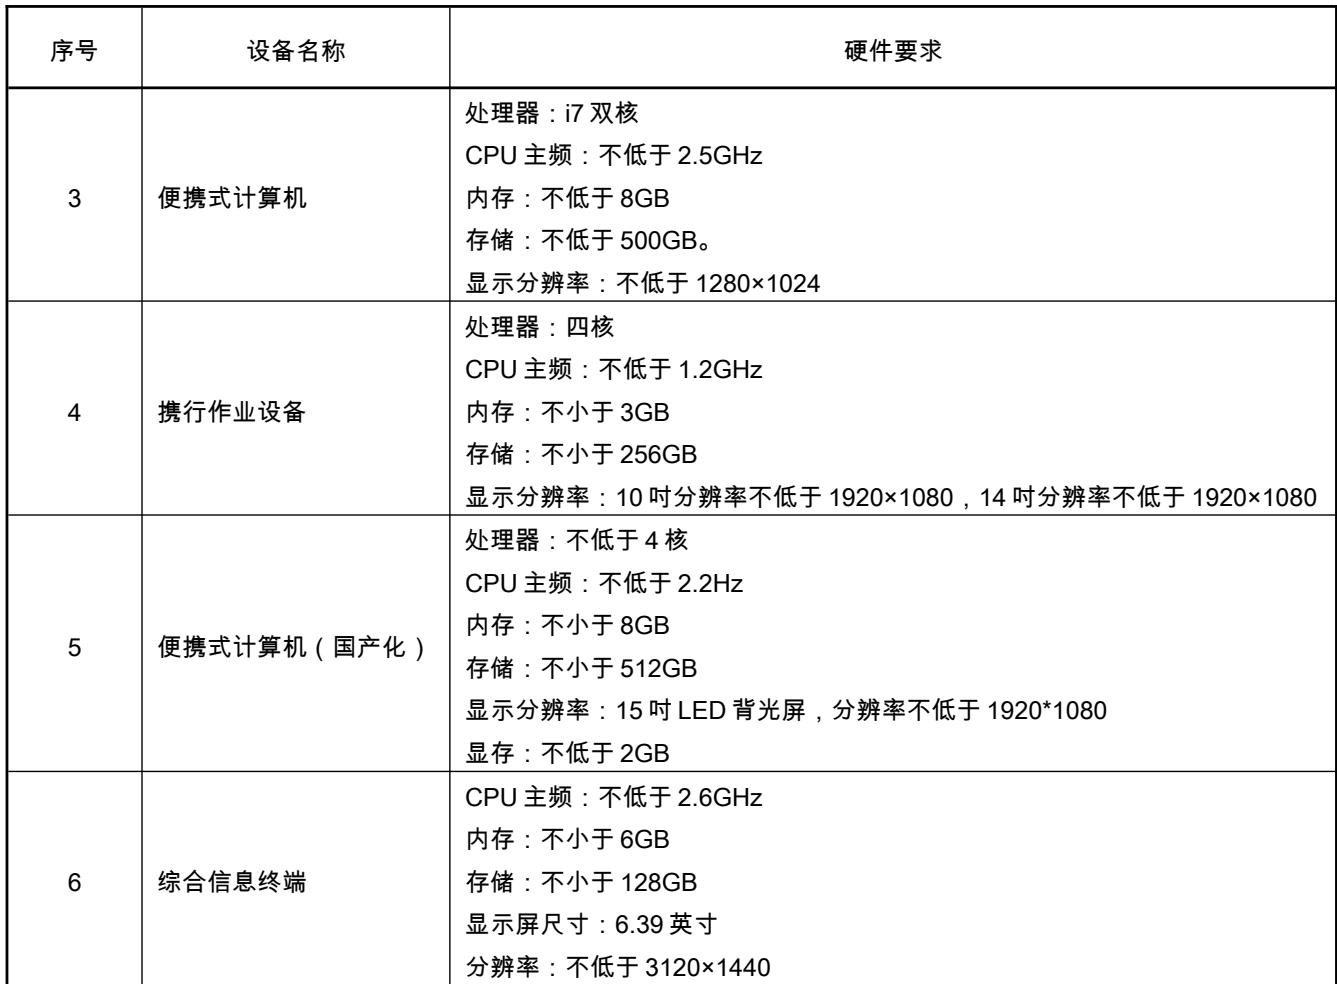 序号 设备名称 硬件要求
3 便携式计算机
处理器：i7 双核
CPU 主频：不低于 2.5GHz
内存：不低于 8GB
存储：不低于 500GB。
显示分辨率：不低于 1280×1024
4 携行作业设备
处理器：四核
CPU 主频：不低于 1.2GHz
内存：不小于 3GB
存储：不小于 256GB
显示分辨率：10 吋分辨率不低于 1920×1080，14 吋分辨率不低于 1920×1080
5 便携式计算机（国产化）
处理器：不低于 4 核
CPU 主频：不低于 2.2Hz
内存：不小于 8GB
存储：不小于 512GB
显示分辨率：15 吋 LED 背光屏，分辨率不低于 1920*1080
显存：不低于 2GB
6 综合信息终端
CPU 主频：不低于 2.6GHz
内存：不小于 6GB
存储：不小于 128GB
显示屏尺寸：6.39 英寸
分辨率：不低于 3120×1440